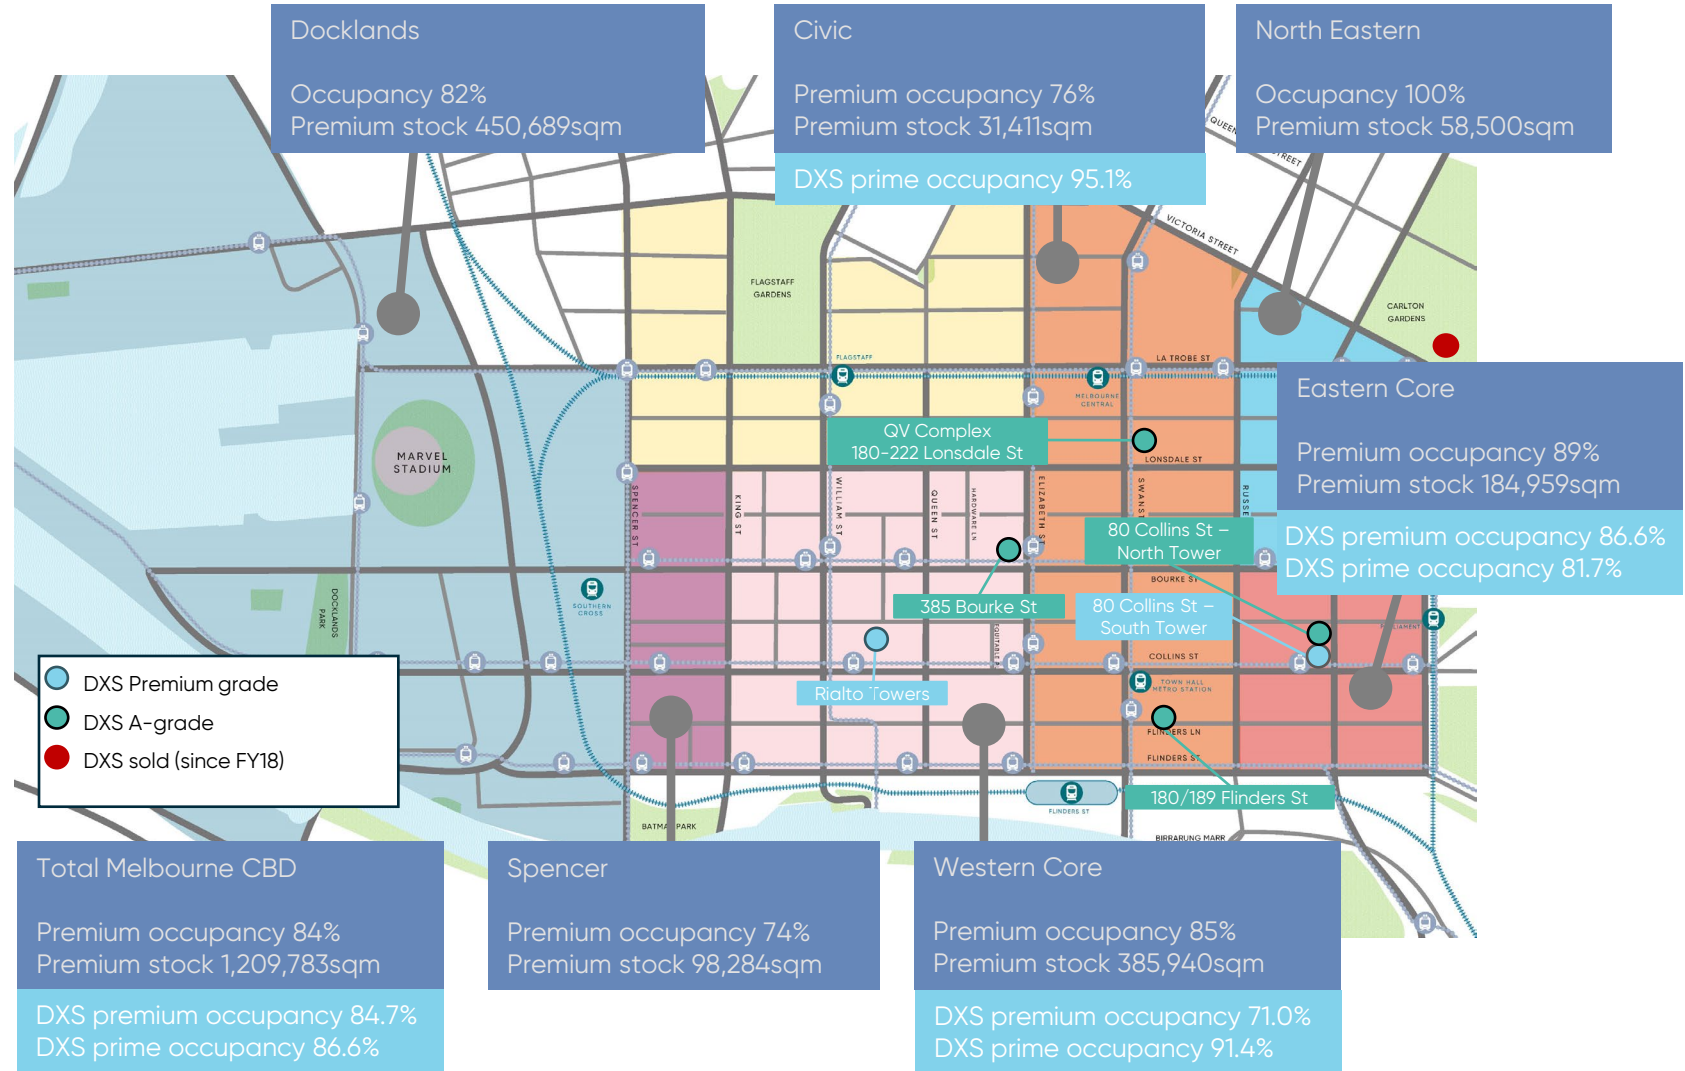 Docklands
Occupancy 82%
Premium stock 450,689sqm
Civic
Premium occupancy 76%
Premium stock 31,411sqm
DXS prime occupancy 95.1%
North Eastern
Occupancy 100%
Premium stock 58,500sqm
STREET
VICTORIA STREET
FLAGSTAFF
GARDENS
CARLTON
GARDENS
FLAGSTAFF
LA TROBE ST
MELBOURNE
CENTRAL
Eastern Core
Premium occupancy 89%
Premium stock 184,959sqm
DXS premium occupancy 86.6%
DXS prime occupancy 81.7%
QV Complex
180-222 Lonsdale St
LONSDALE ST
MARVEL
STADIUM
SPENCER ST
KING ST
WILLIAM ST
QUEEN ST
HARDWARE LN
ELIZABETH ST
80 Collins St –
North Tower
BOURKE ST
SOUTHERN
CROSS
DOCKLANDS
PARK
385 Bourke St
80 Collins St –
South Tower
COLLINS ST
TOWN HALL
METRO STATION
Rialto Towers
DXS Premium grade
DXS A-grade
DXS sold (since FY18)
FLINDERS LN
FLINDERS ST
180/189 Flinders St
FLINDERS ST
PARK
BIRRARUNG MARR
Total Melbourne CBD
Premium occupancy 84%
Premium stock 1,209,783sqm
DXS premium occupancy 84.7%
DXS prime occupancy 86.6%
Spencer
Premium occupancy 74%
Premium stock 98,284sqm
Western Core
Premium occupancy 85%
Premium stock 385,940sqm
DXS premium occupancy 71.0%
DXS prime occupancy 91.4%